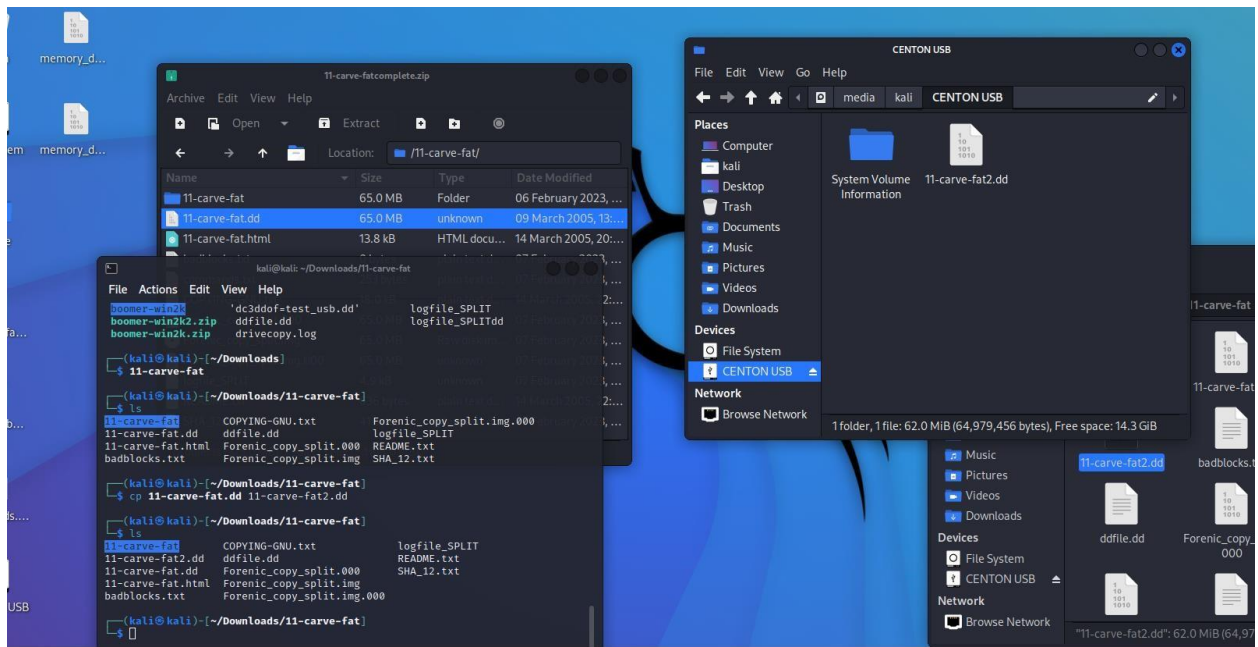 memory_d...
em memory_d...
ls....
USB
11-carve-fatcomplete.zip
Archive Edit View Help
Open Extract
Location: /11-carve-fat/
Name Size Type Date Modified
11-carve-fat 65.0 MB Folder 06 February 2023, ...
11-carve-fat.dd 65.0 MB unknown 09 March 2005, 13:...
11-carve-fat.html 13.8 kB HTML docu... 14 March 2005, 20:...
kali@kali: ~/Downloads/11-carve-fat
File Actions Edit View Help
boomer-win2k 'dc3ddof=test_usb.dd' logfile_SPLIT
boomer-win2k2.zip ddfile.dd logfile_SPLITdd
boomer-win2k.zip drivecopy.log
(kali㉿kali)-[~/Downloads]
$ 11-carve-fat
(kali㉿kali)-[~/Downloads/11-carve-fat]
$ ls
11-carve-fat COPYING-GNU.txt Forenic_copy_split.img.000
11-carve-fat.dd ddfile.dd logfile_SPLIT
11-carve-fat.html Forenic_copy_split.000 README.txt
badblocks.txt Forenic_copy_split.img SHA_12.txt
(kali㉿kali)-[~/Downloads/11-carve-fat]
$ cp 11-carve-fat.dd 11-carve-fat2.dd
(kali㉿kali)-[~/Downloads/11-carve-fat]
$ ls
11-carve-fat COPYING-GNU.txt logfile_SPLIT
11-carve-fat2.dd ddfile.dd README.txt
11-carve-fat.dd Forenic_copy_split.000 SHA_12.txt
11-carve-fat.html Forenic_copy_split.img
badblocks.txt Forenic_copy_split.img.000
(kali㉿kali)-[~/Downloads/11-carve-fat]
$
CENTON USB
File Edit View Go Help
media kali CENTON USB
Places
Computer
kali
Desktop
Trash
Documents
Music
Pictures
Videos
Downloads
Devices
File System
CENTON USB
Network
Browse Network
System Volume 11-carve-fat2.dd
Information
1 folder, 1 file: 62.0 MiB (64,979,456 bytes), Free space: 14.3 GiB
11-carve-fat
11-carve-fat
Music
Pictures
Videos
Downloads
Devices
File System
CENTON USB
Network
Browse Network
11-carve-fat2.dd badblocks.t
ddfile.dd Forenic_copy_
000
"11-carve-fat2.dd": 62.0 MiB (64,97